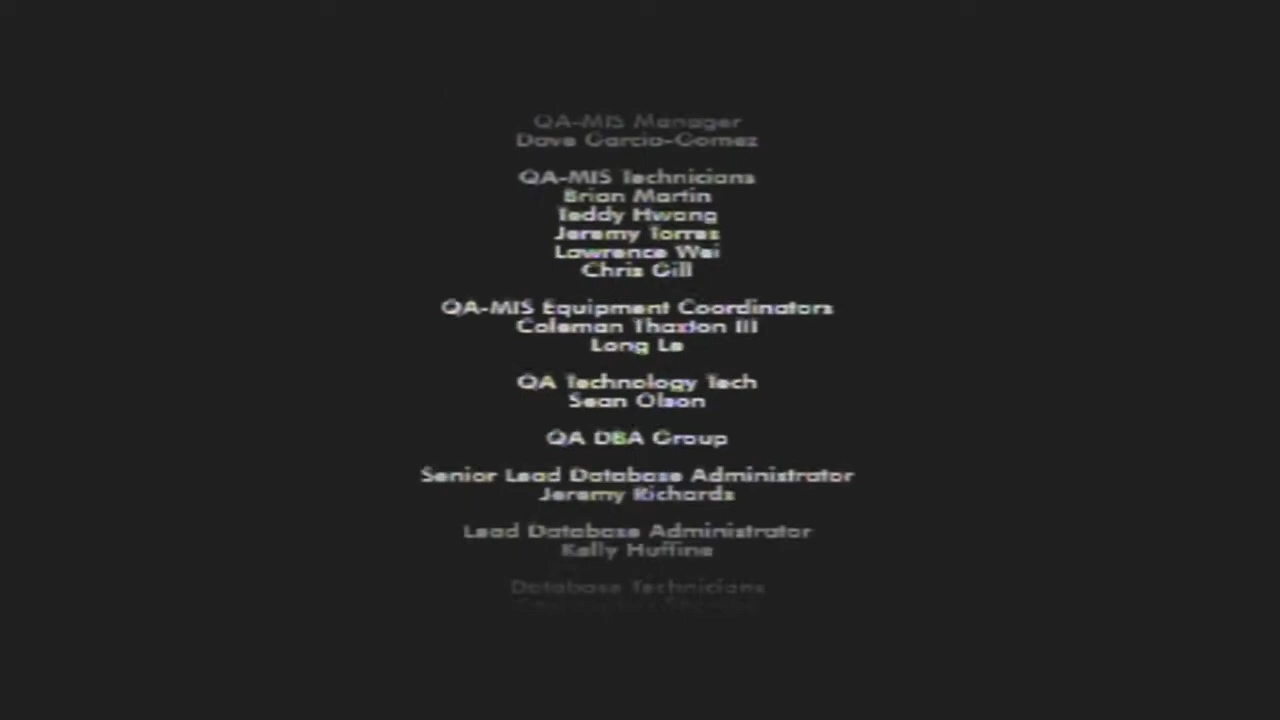 QA-MIS Manager
Dave Garcia-Gomez
QA-MIS Technicians
Brian Martin
Teddy Hwang
Jeremy Torres
Lawrence Wei
Chris Gill
QA-MIS Equipment Coordinators
Coleman Thaxton III
Long Le
QA Technology Tech
Sean Olson
QA DBA Group
Senior Lead Database Administrator
Jeremy Richards
Lead Database Administrator
Kelly Huffine
Database Technicians